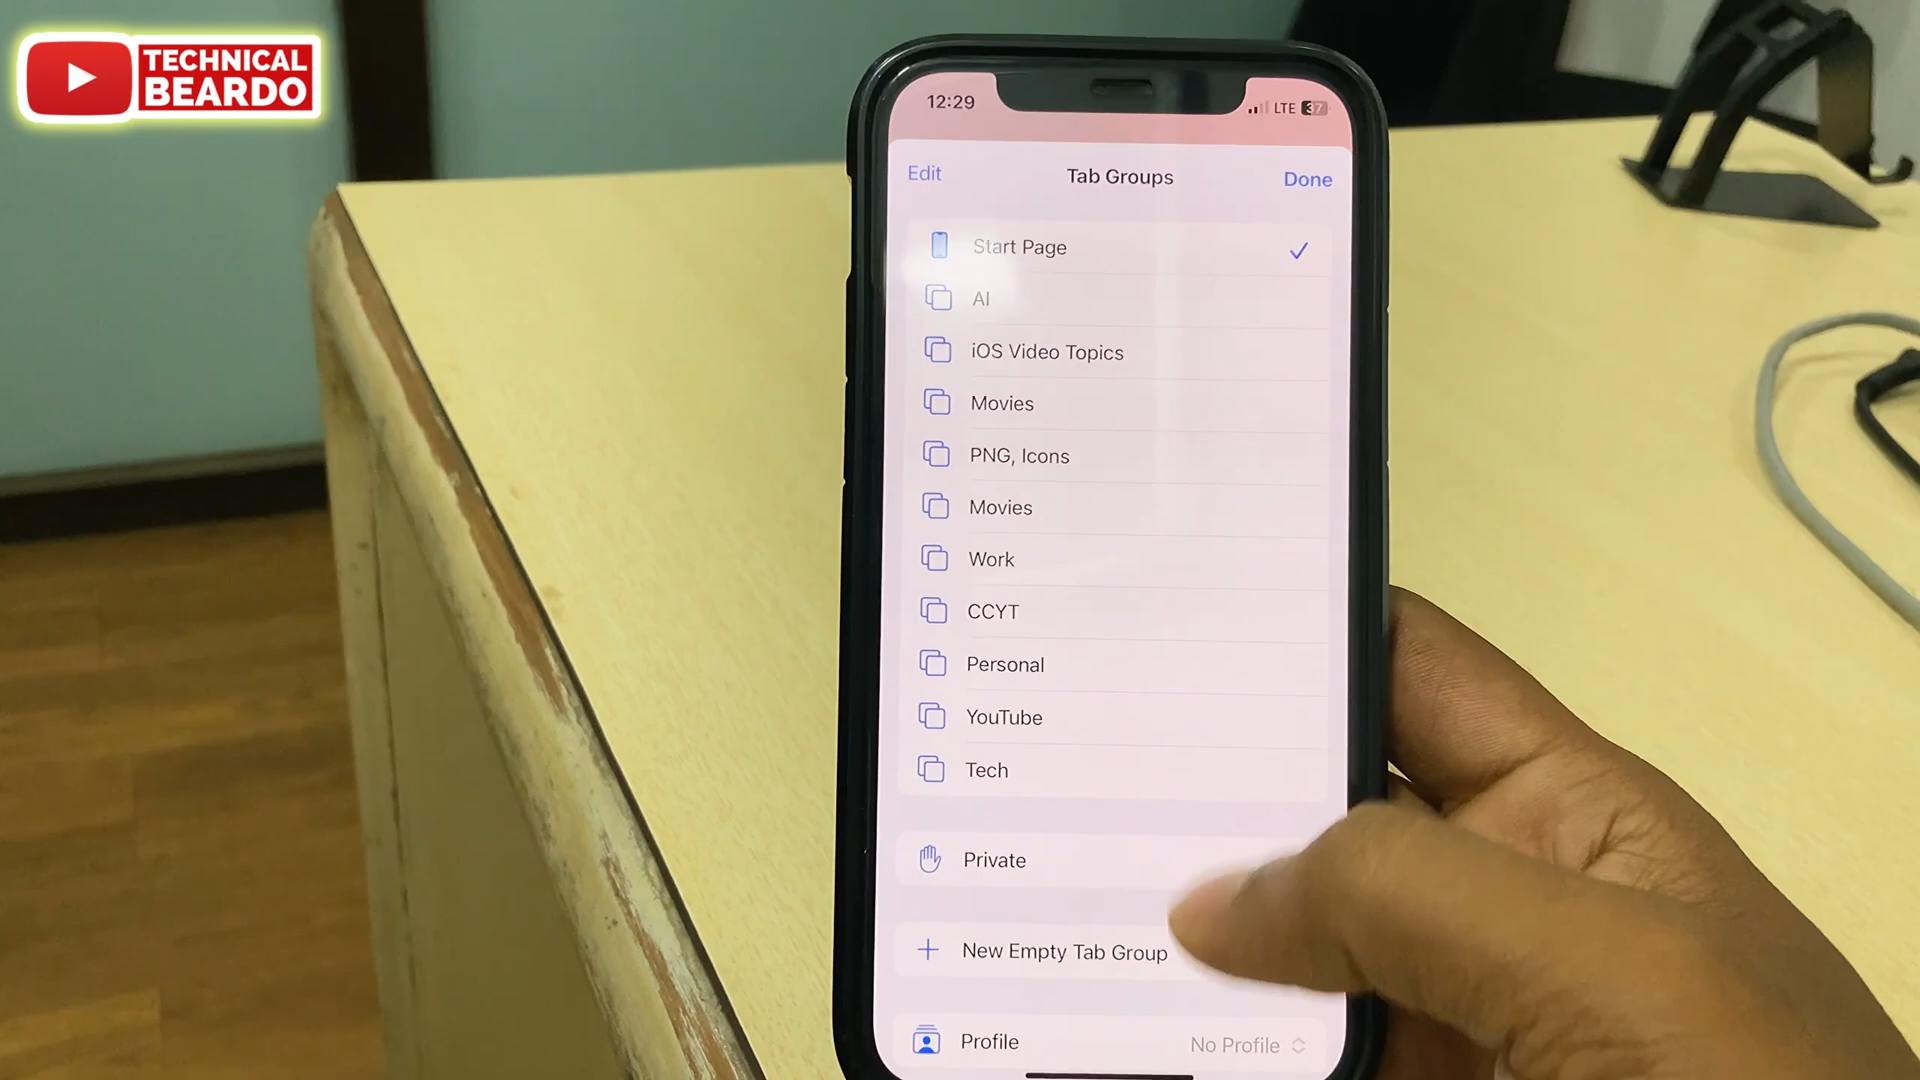 TECHNICAL
BEARDO
12:29
LTE 37
Edit
Tab Groups
Done
Start Page
AI
iOS Video Topics
Movies
PNG, Icons
Movies
Work
CCYT
Personal
YouTube
Tech
Private
New Empty Tab Group
Profile
No Profile